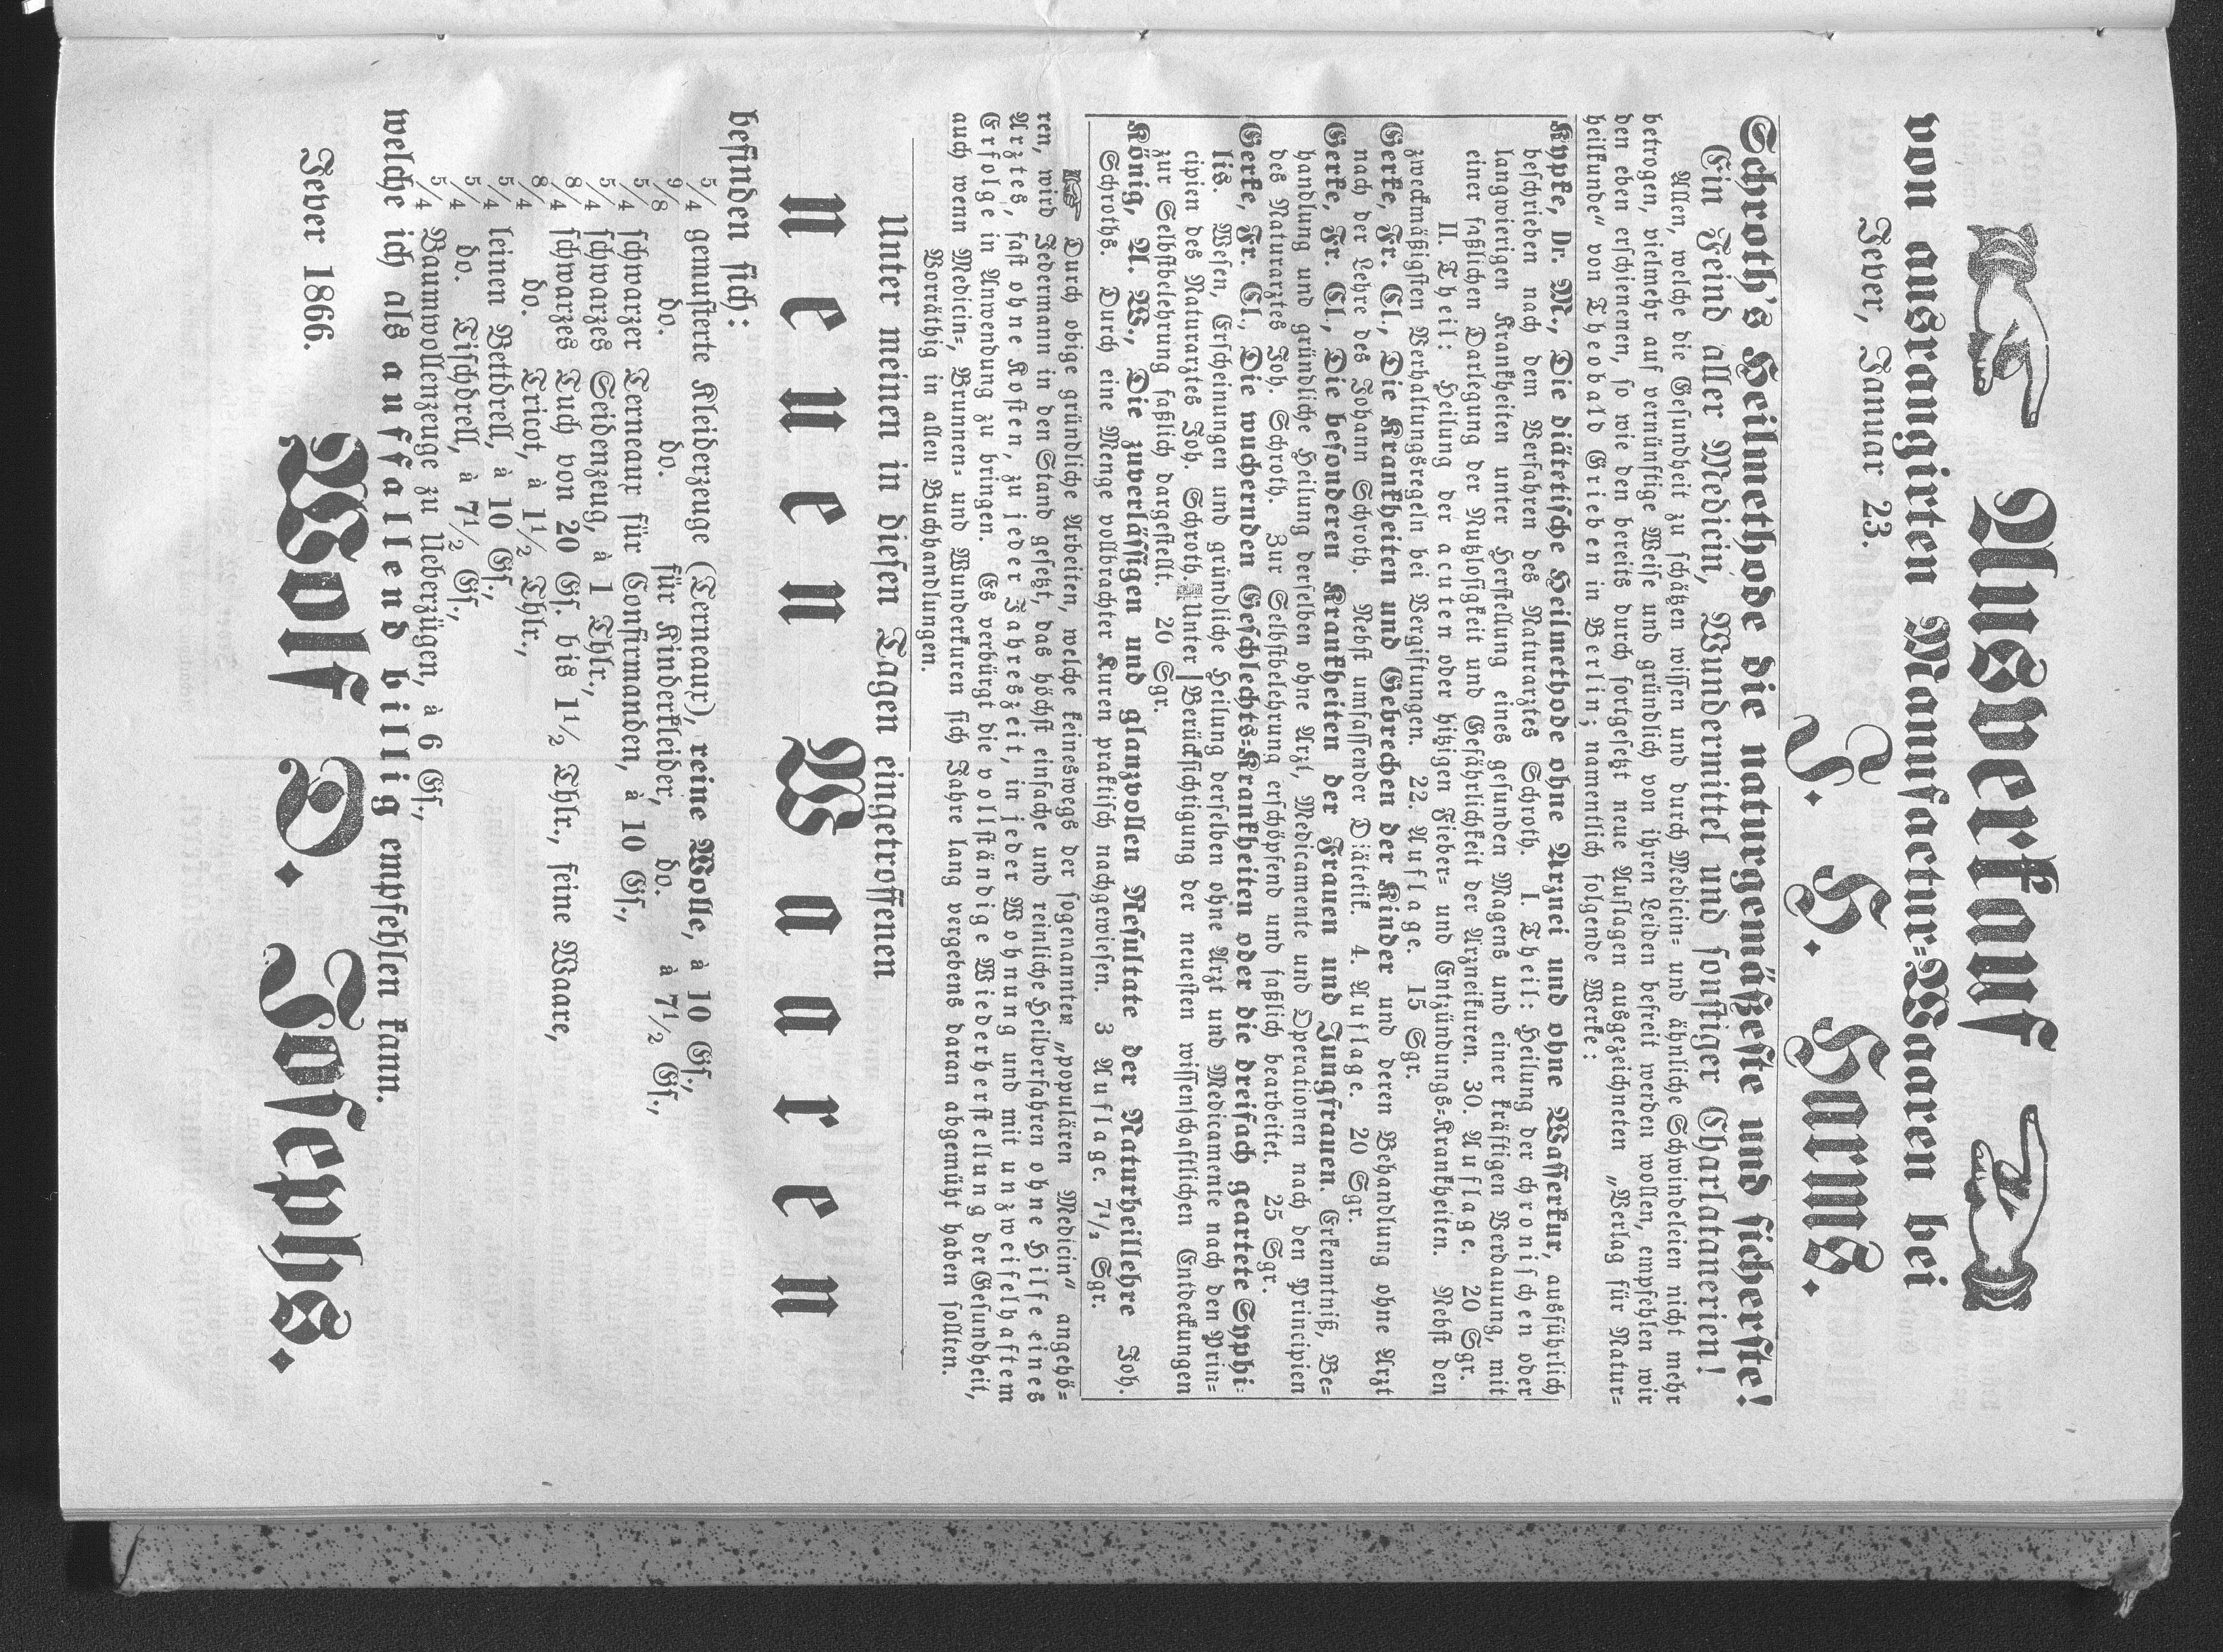 Ausverkauf
von ausrangirten Manufactur-Waaren bei
Jever, Januar 23.
J. H. Harms.
Schroth's Heilmethode die naturgemäßeste und sicherste!
Ein Feind aller Medicin, Wundermittel und sonstiger Charlatanerien!
Allen, welche die Gesundheit zu schätzen wissen und durch Medicin- und ähnliche Schwindeleien nicht mehr
betrogen, vielmehr auf vernünftige Weise und gründlich von ihren Leiden befreit werden wollen, empfehlen wir
den eben erschienenen, so wie den bereits durch fortgesetzt neue Auflagen ausgezeichneten „Verlag für Natur-
heilkunde“ von Theobald Grieben in Berlin; namentlich folgende Werke:
Kypke, Dr. M., Die diätetische Heilmethode ohne Arznei und ohne Wasserkur, ausführlich
beschrieben nach dem Verfahren des Naturarztes Schroth. I. Theil: Heilung der chronischen oder
langwierigen Krankheiten unter Herstellung eines gesunden Magens und einer kräftigen Verdauung, mit
einer faßlichen Darlegung der Nutzlosigkeit und Gefährlichkeit der Arzneikuren. 30. Auflage. 20 Sgr.
II. Theil: Heilung der acuten oder hitzigen Fieber- und Entzündungs-Krankheiten. Nebst den
zweckmäßigsten Verhaltungsregeln bei Vergiftungen. 22. Auflage. 15 Sgr.
Gerke, Fr. Cl., Die Krankheiten und Gebrechen der Kinder und deren Behandlung ohne Arzt
nach der Lehre des Johann Schroth. Nebst umfassender Diätetik. 4. Auflage. 20 Sgr.
Gerke, Fr. Cl., Die besonderen Krankheiten der Frauen und Jungfrauen. Erkenntniß, Be-
handlung und gründliche Heilung derselben ohne Arzt, Medicamente und Operationen nach den Principien
des Naturarztes Joh. Schroth. Zur Selbstbelehrung erschöpfend und faßlich bearbeitet. 25 Sgr.
Gerke, Fr. Cl., Die wuchernden Geschlechts-Krankheiten oder die dreifach geartete Syphi-
lis. Wesen, Erscheinungen und gründliche Heilung derselben ohne Arzt und Medicamente nach den Prin-
cipien des Naturarztes Joh. Schroth. Unter Berücksichtigung der neuesten wissenschaftlichen Entdeckungen
zur Selbstbelehrung faßlich dargestellt. 20 Sgr.
König, A. W., Die zuverlässigen und glanzvollen Resultate der Naturheillehre Joh.
Schroths. Durch eine Menge vollbrachter Kuren praktisch nachgewiesen. 3 Auflage. 7½ Sgr.
Durch obige gründliche Arbeiten, welche keineswegs der sogenannten „populären Medicin“ angehö-
ren, wird Jedermann in den Stand gesetzt, das höchst einfache und reinliche Heilverfahren ohne Hilfe eines
Arztes, fast ohne Kosten, zu jeder Jahreszeit, in jeder Wohnung und mit unzweifelhaftem
Erfolge in Anwendung zu bringen. Es verbürgt die vollständige Wiederherstellung der Gesundheit,
auch wenn Medicin-, Brunnen- und Wunderkuren sich Jahre lang vergebens daran abgemüht haben sollten.
Vorräthig in allen Buchhandlungen.
Unter meinen in diesen Tagen eingetroffenen
neuen Waaren
befinden sich:
5/4 gemusterte Kleiderzeuge (Terneaux), reine Wolle, à 10 Gs.,
9/8 do. do. für Kinderkleider, do. à 7½ Gs.,
5/4 schwarzer Terneaux für Confirmanden, à 10 Gs.,
5/4 schwarzes Seidenzeug, à 1 Thlr.,
8/4 schwarzes Tuch von 20 Gs. bis 1½ Thlr., feine Waare,
8/4 do. Tricot, à 1½ Thlr.,
5/4 leinen Bettdrell, à 10 Gs.,
5/4 do. Tischdrell, à 7½ Gs.,
5/4 Baumwollenzeuge zu Ueberzügen, à 6 Gs.,
welche ich als auffallend billig empfehlen kann.
Jever 1866.
Wolf D. Josephs.